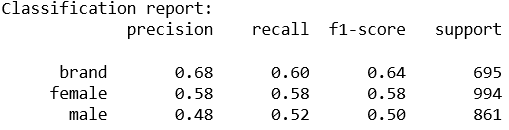 Classification report:
precision recall f1-score support
brand 0.68 0.60 0.64 695
female 0.58 0.58 0.58 994
male 0.48 0.52 0.50 861